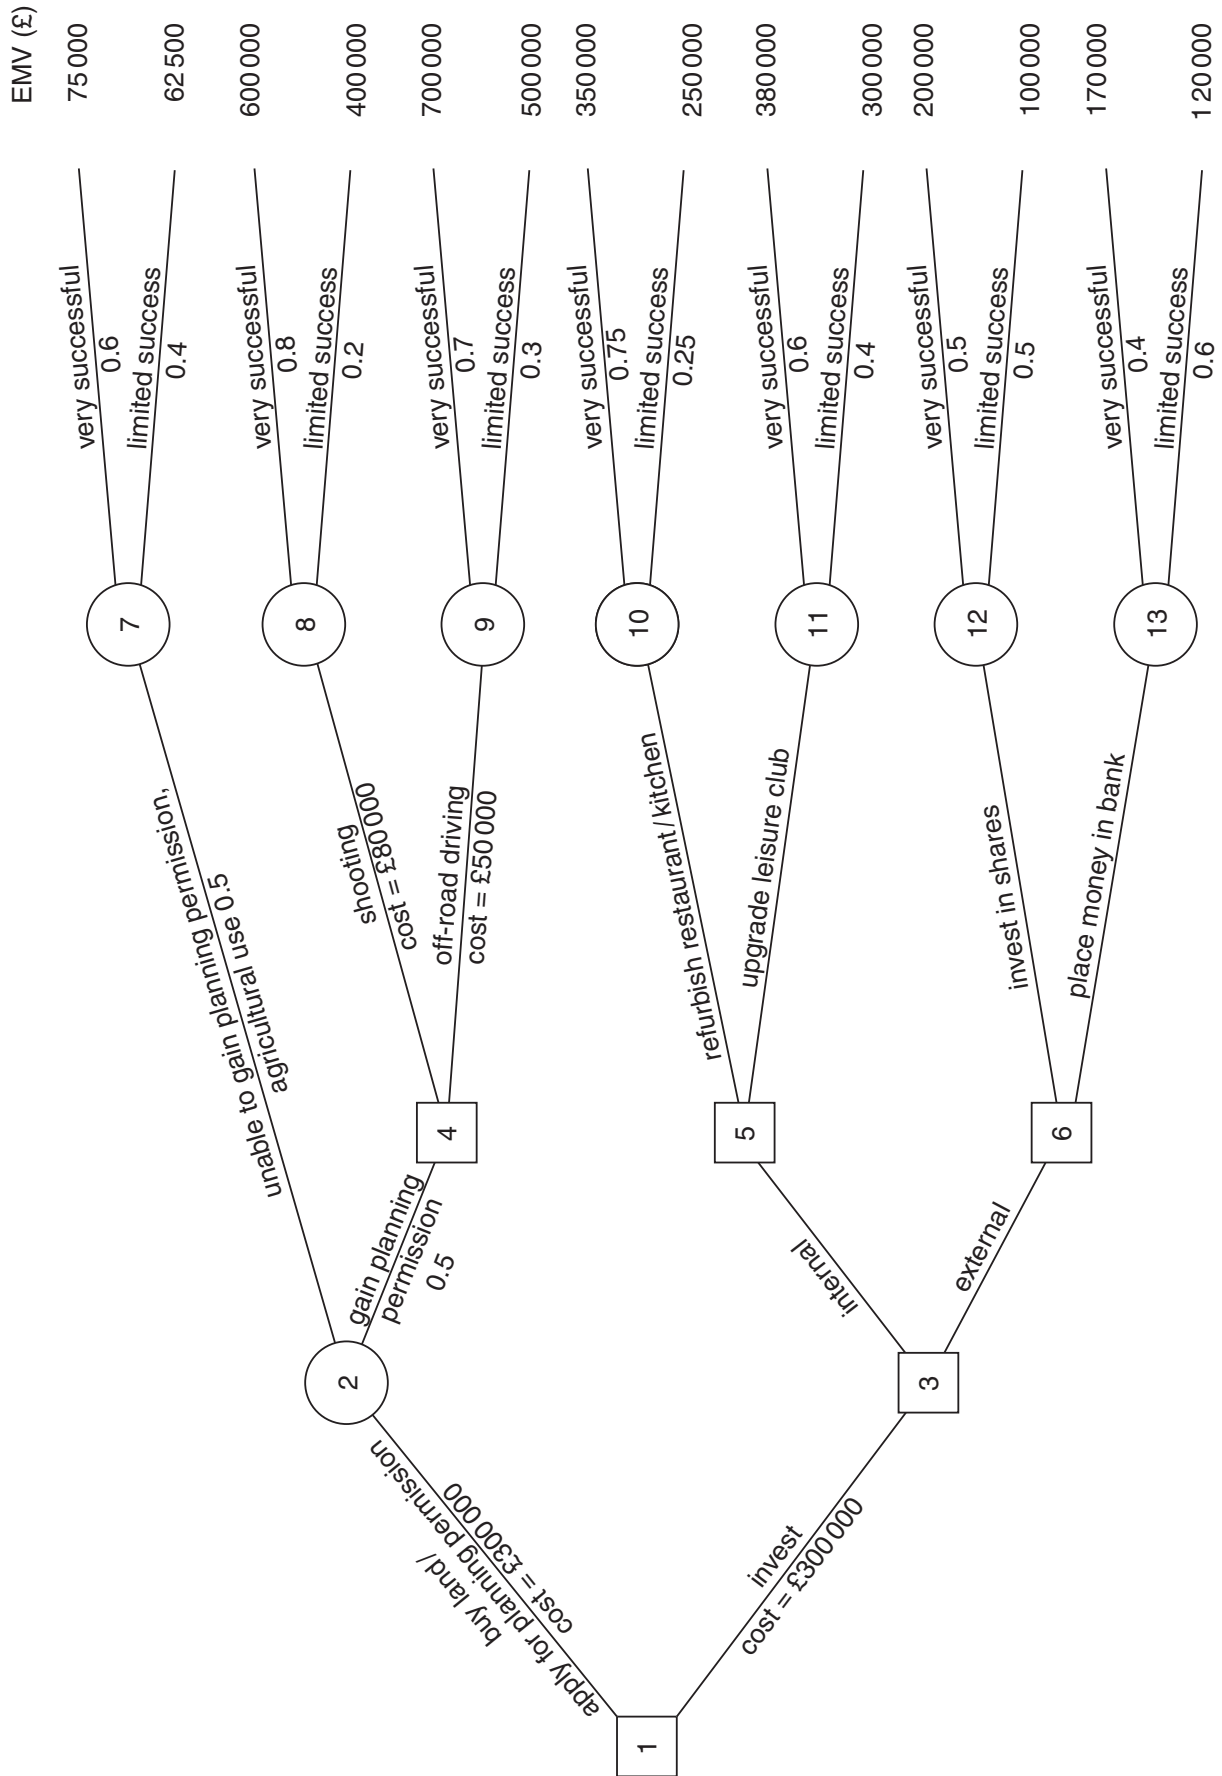 EMV (£)
very successful
0.6
75 000
limited success
0.4
62 500
7
unable to gain planning permission,
agricultural use 0.5
very successful
0.8
600 000
limited success
0.2
400 000
8
shooting
cost = £80 000
very successful
0.7
700 000
limited success
0.3
500 000
9
off-road driving
cost = £50 000
4
gain planning
permission
0.5
2
buy land/
apply for planning permission
cost = £300 000
1
invest
cost = £300 000
3
internal
5
refurbish restaurant/kitchen
10
very successful
0.75
350 000
limited success
0.25
250 000
upgrade leisure club
11
very successful
0.6
380 000
limited success
0.4
300 000
external
6
invest in shares
12
very successful
0.5
200 000
limited success
0.5
100 000
place money in bank
13
very successful
0.4
170 000
limited success
0.6
120 000